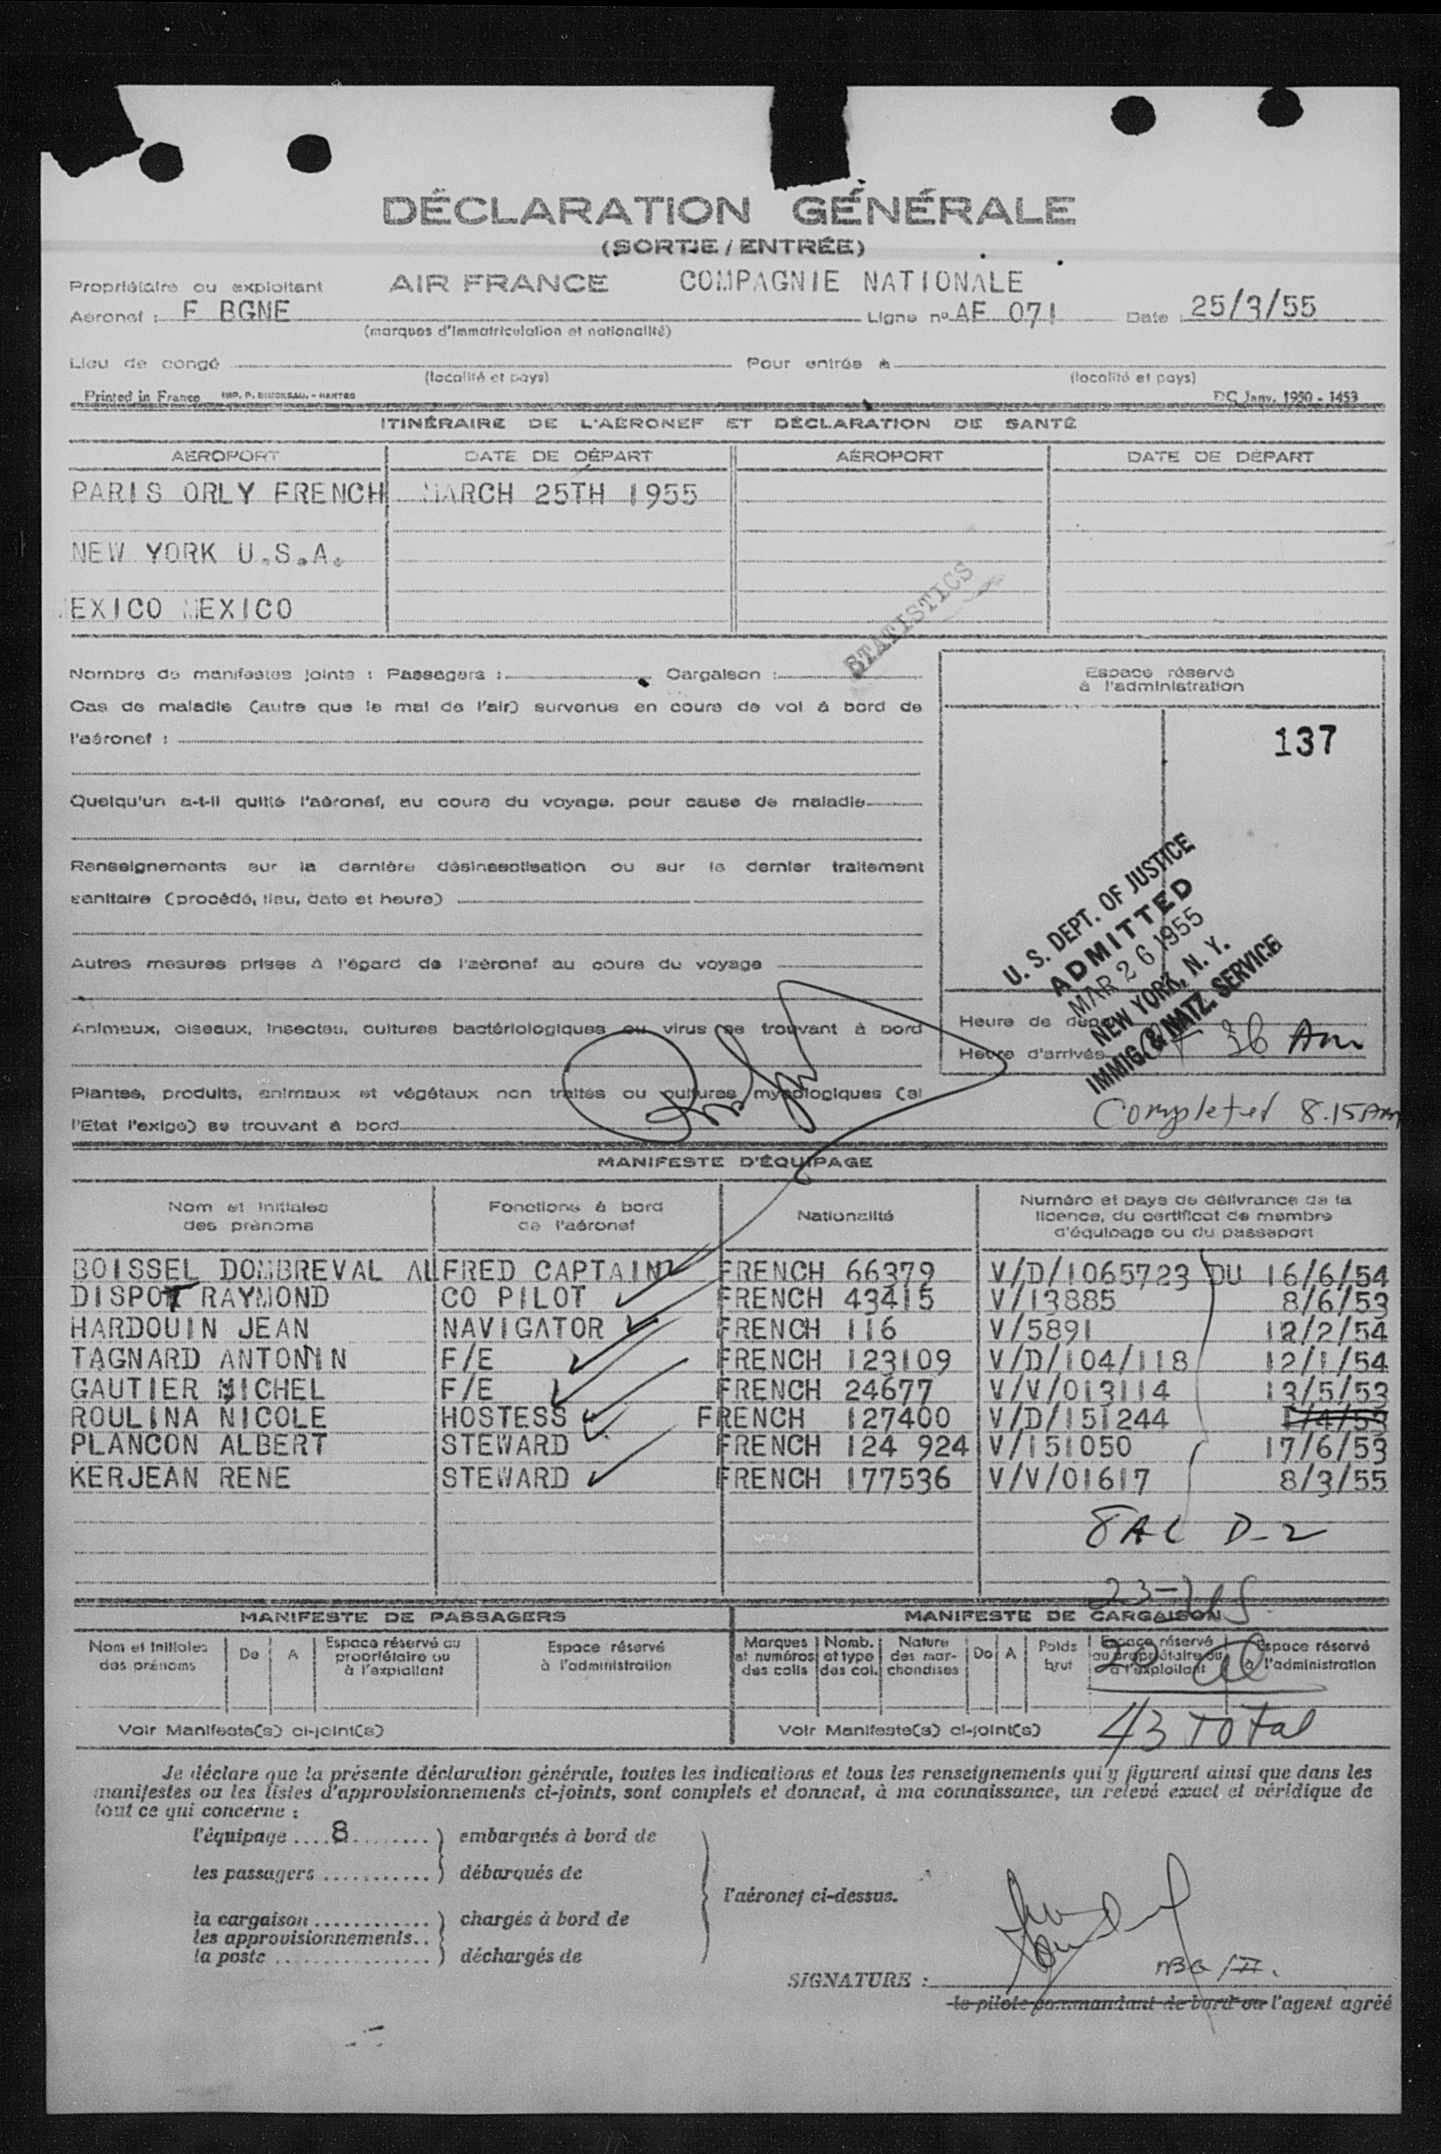 DÉCLARATION GÉNÉRALE
(SORTIE / ENTRÉE)
Propriétaire ou exploitant AIR FRANCE COMPAGNIE NATIONALE
Aéronef : F BGNE Ligne nº AF 071 Date : 25/3/55
(marques d'immatriculation et nationalité)
Lieu de congé Pour entrée à
(localité et pays) (localité et pays)
Printed in France DG Janv. 1950 - 1453
ITINÉRAIRE DE L'AÉRONEF ET DÉCLARATION DE SANTÉ
AÉROPORT DATE DE DÉPART AÉROPORT DATE DE DÉPART
PARIS ORLY FRENCH MARCH 25TH 1955
NEW YORK U.S.A.
MEXICO MEXICO
STATISTICS
Nombre de manifestes joints : Passagers : Cargaison :
Cas de maladie (autre que le mal de l'air) survenus en cours de vol à bord de
l'aéronef :
Quelqu'un a-t-il quitté l'aéronef, au cours du voyage, pour cause de maladie
Renseignements sur la dernière désinsectisation ou sur le dernier traitement
sanitaire (procédé, lieu, date et heure)
Autres mesures prises à l'égard de l'aéronef au cours du voyage
Animaux, oiseaux, insectes, cultures bactériologiques ou virus se trouvant à bord
Plantes, produits, animaux et végétaux non traités ou cultures mycologiques (si
l'Etat l'exige) se trouvant à bord
Espace réservé
à l'administration
137
U. S. DEPT. OF JUSTICE
ADMITTED
MAR 26 1955
NEW YORK, N. Y.
IMMIG. & NATZ. SERVICE
Heure de départ
Heure d'arrivée 36 Am
Completed 8.15 Am
MANIFESTE D'ÉQUIPAGE
Nom et initiales des prénoms Fonctions à bord de l'aéronef Nationalité Numéro et pays de délivrance de la licence, du certificat de membre d'équipage ou du passeport
BOISSEL DOMBREVAL ALFRED CAPTAIN FRENCH 66379 V/D/1065723 DU 16/6/54
DISPOT RAYMOND CO PILOT FRENCH 43415 V/13885 8/6/53
HARDOUIN JEAN NAVIGATOR FRENCH 116 V/5891 12/2/54
TAGNARD ANTONIN F/E FRENCH 123109 V/D/104/118 12/1/54
GAUTIER MICHEL F/E FRENCH 24677 V/V/013114 13/5/53
ROULINA NICOLE HOSTESS FRENCH 127400 V/D/151244
PLANCON ALBERT STEWARD FRENCH 124 924 V/151050 17/6/53
KERJEAN RENE STEWARD FRENCH 177536 V/V/01617 8/3/55
8 AL D-2
MANIFESTE DE PASSAGERS MANIFESTE DE CARGAISON
Nom et initiales des prénoms De A Espace réservé au propriétaire ou à l'exploitant Espace réservé à l'administration
Marques et numéros des colis Nomb. et type des col. Nature des marchandises De A Poids brut Espace réservé au propriétaire ou à l'exploitant Espace réservé à l'administration
20
Voir Manifeste(s) ci-joint(s) Voir Manifeste(s) ci-joint(s) 43 Total
Je déclare que la présente déclaration générale, toutes les indications et tous les renseignements qui y figurent ainsi que dans les
manifestes ou les listes d'approvisionnements ci-joints, sont complets et donnent, à ma connaissance, un relevé exact et véridique de
tout ce qui concerne :
l'équipage .... 8 ........ ) embarqués à bord de
les passagers ........... ) débarqués de
l'aéronef ci-dessus.
la cargaison ............ ) chargés à bord de
les approvisionnements..
la poste ................ ) déchargés de
SIGNATURE :
le pilote commandant de bord ou l'agent agréé